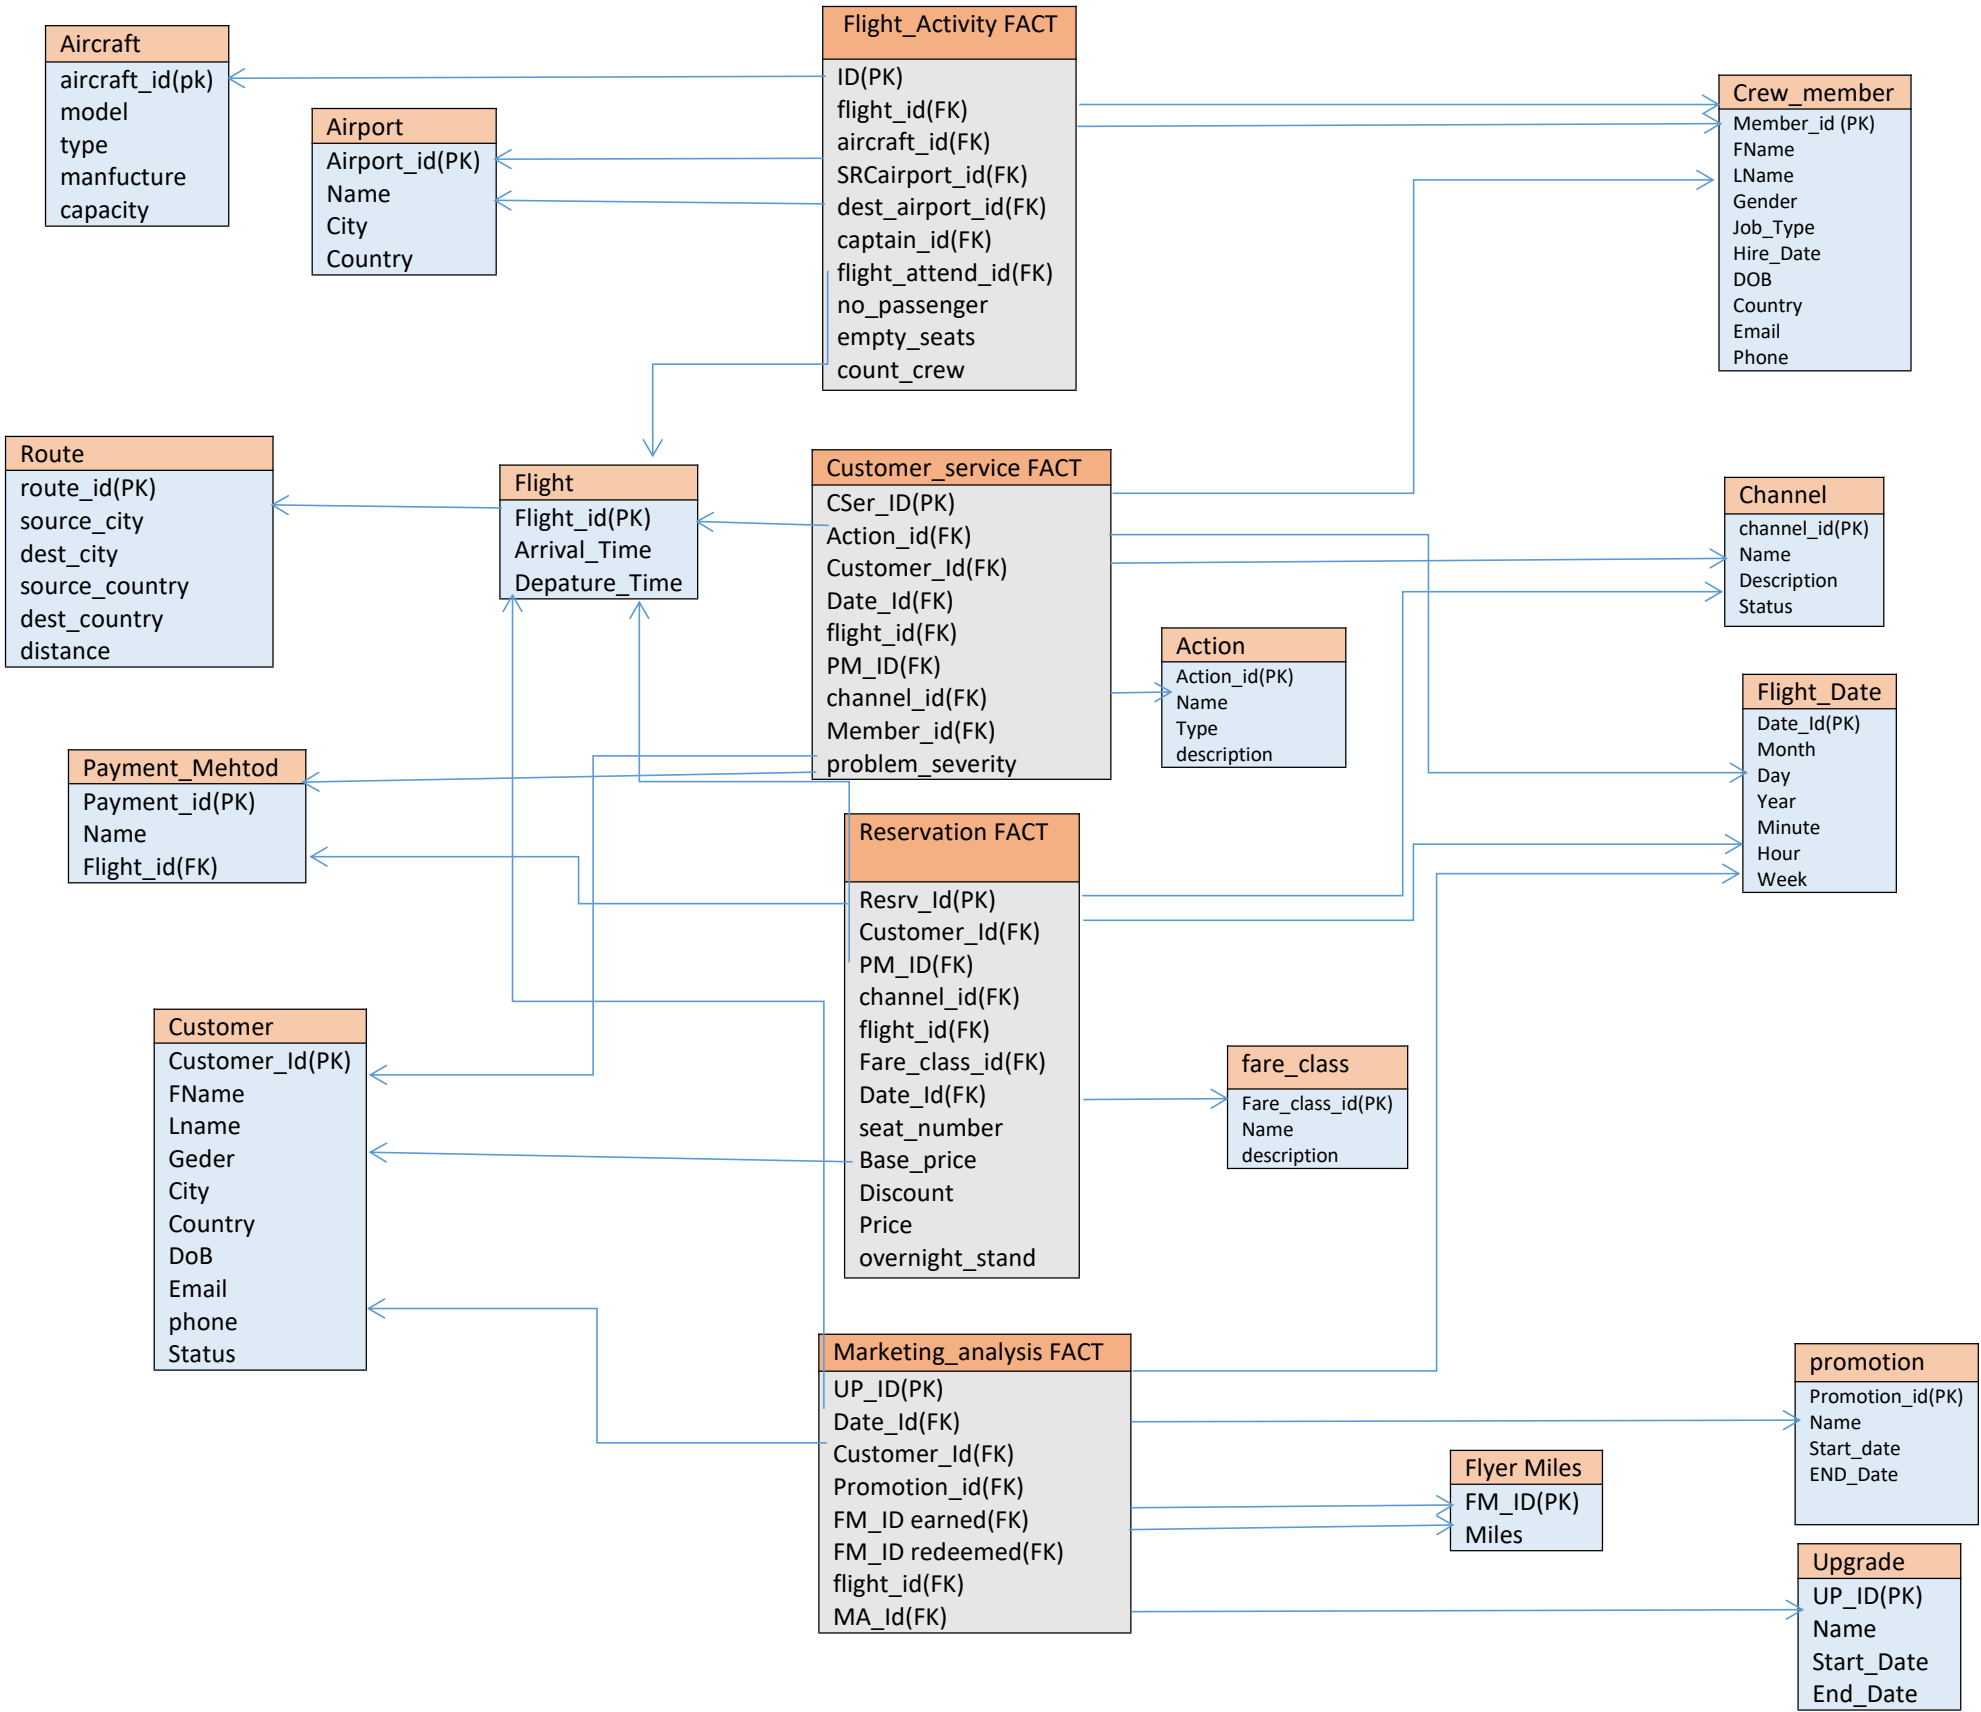 Flight_Activity FACT
ID(PK)
flight_id(FK)
aircraft_id(FK)
SRCairport_id(FK)
dest_airport_id(FK)
captain_id(FK)
flight_attend_id(FK)
no_passenger
empty_seats
count_crew
Aircraft
aircraft_id(pk)
model
type
manfucture
capacity
Airport
Airport_id(PK)
Name
City
Country
Crew_member
Member_id (PK)
FName
LName
Gender
Job_Type
Hire_Date
DOB
Country
Email
Phone
Route
route_id(PK)
source_city
dest_city
source_country
dest_country
distance
Flight
Flight_id(PK)
Arrival_Time
Depature_Time
Customer_service FACT
CSer_ID(PK)
Action_id(FK)
Customer_Id(FK)
Date_Id(FK)
flight_id(FK)
PM_ID(FK)
channel_id(FK)
Member_id(FK)
problem_severity
Channel
channel_id(PK)
Name
Description
Status
Action
Action_id(PK)
Name
Type
description
Flight_Date
Date_Id(PK)
Month
Day
Year
Minute
Hour
Week
Payment_Mehtod
Payment_id(PK)
Name
Flight_id(FK)
Reservation FACT
Resrv_Id(PK)
Customer_Id(FK)
PM_ID(FK)
channel_id(FK)
flight_id(FK)
Fare_class_id(FK)
Date_Id(FK)
seat_number
Base_price
Discount
Price
overnight_stand
Customer
Customer_Id(PK)
FName
Lname
Geder
City
Country
DoB
Email
phone
Status
fare_class
Fare_class_id(PK)
Name
description
Marketing_analysis FACT
UP_ID(PK)
Date_Id(FK)
Customer_Id(FK)
Promotion_id(FK)
FM_ID earned(FK)
FM_ID redeemed(FK)
flight_id(FK)
MA_Id(FK)
promotion
Promotion_id(PK)
Name
Start_date
END_Date
Flyer Miles
FM_ID(PK)
Miles
Upgrade
UP_ID(PK)
Name
Start_Date
End_Date